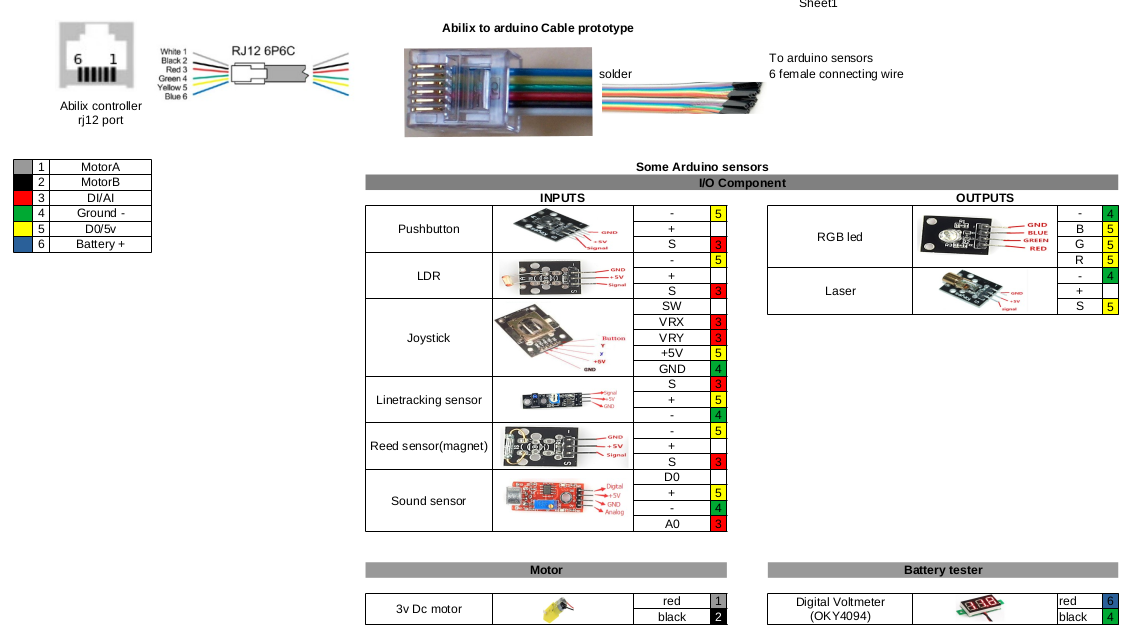 Sheet1
Abilix to arduino Cable prototype
6 1
RJ12 6P6C
White 1
Black 2
Red 3
Green 4
Yellow 5
Blue 6
Abilix controller
rj12 port
solder
To arduino sensors
6 female connecting wire
1 MotorA
2 MotorB
3 DI/AI
4 Ground -
5 D0/5v
6 Battery +
Some Arduino sensors
I/O Component
INPUTS
Pushbutton
GND
+5V
Signal
- 5
+
S 3
LDR
GND
+5V
Signal
- 5
+
S 3
Joystick
Button
Y
X
+5V
GND
SW
VRX 3
VRY 3
+5V 5
GND 4
Linetracking sensor
Signal
+5V
GND
S 3
+ 5
- 4
Reed sensor(magnet)
GND
+5V
Signal
S
- 5
+
S 3
Sound sensor
Digital
+5V
GND
Analog
D0
+ 5
- 4
A0 3
OUTPUTS
RGB led
GND
BLUE
GREEN
RED
- 4
B 5
G 5
R 5
Laser
GND
+5V
signal
- 4
+
S 5
Motor
3v Dc motor
red 1
black 2
Battery tester
Digital Voltmeter
(OKY4094)
red 6
black 4